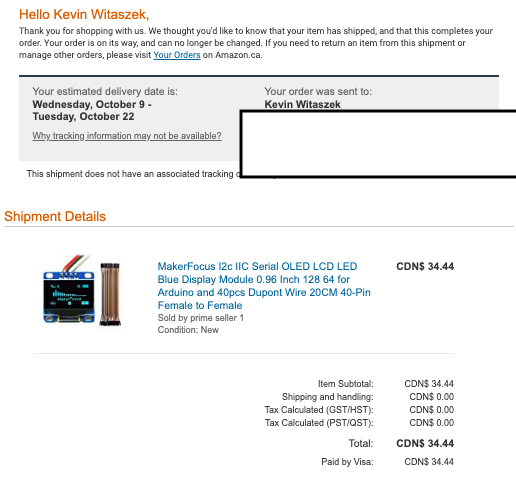 Hello Kevin Witaszek,
Thank you for shopping with us. We thought you'd like to know that your item has shipped, and that this completes your
order. Your order is on its way, and can no longer be changed. If you need to return an item from this shipment or
manage other orders, please visit Your Orders on Amazon.ca.
Your estimated delivery date is:
Wednesday, October 9 -
Tuesday, October 22
Why tracking information may not be available?
Your order was sent to:
Kevin Witaszek
This shipment does not have an associated tracking
Shipment Details
MakerFocus I2c IIC Serial OLED LCD LED
Blue Display Module 0.96 Inch 128 64 for
Arduino and 40pcs Dupont Wire 20CM 40-Pin
Female to Female
Sold by prime seller 1
Condition: New
CDN$ 34.44
MakerFocus
Item Subtotal: CDN$ 34.44
Shipping and handling: CDN$ 0.00
Tax Calculated (GST/HST): CDN$ 0.00
Tax Calculated (PST/QST): CDN$ 0.00
Total: CDN$ 34.44
Paid by Visa: CDN$ 34.44